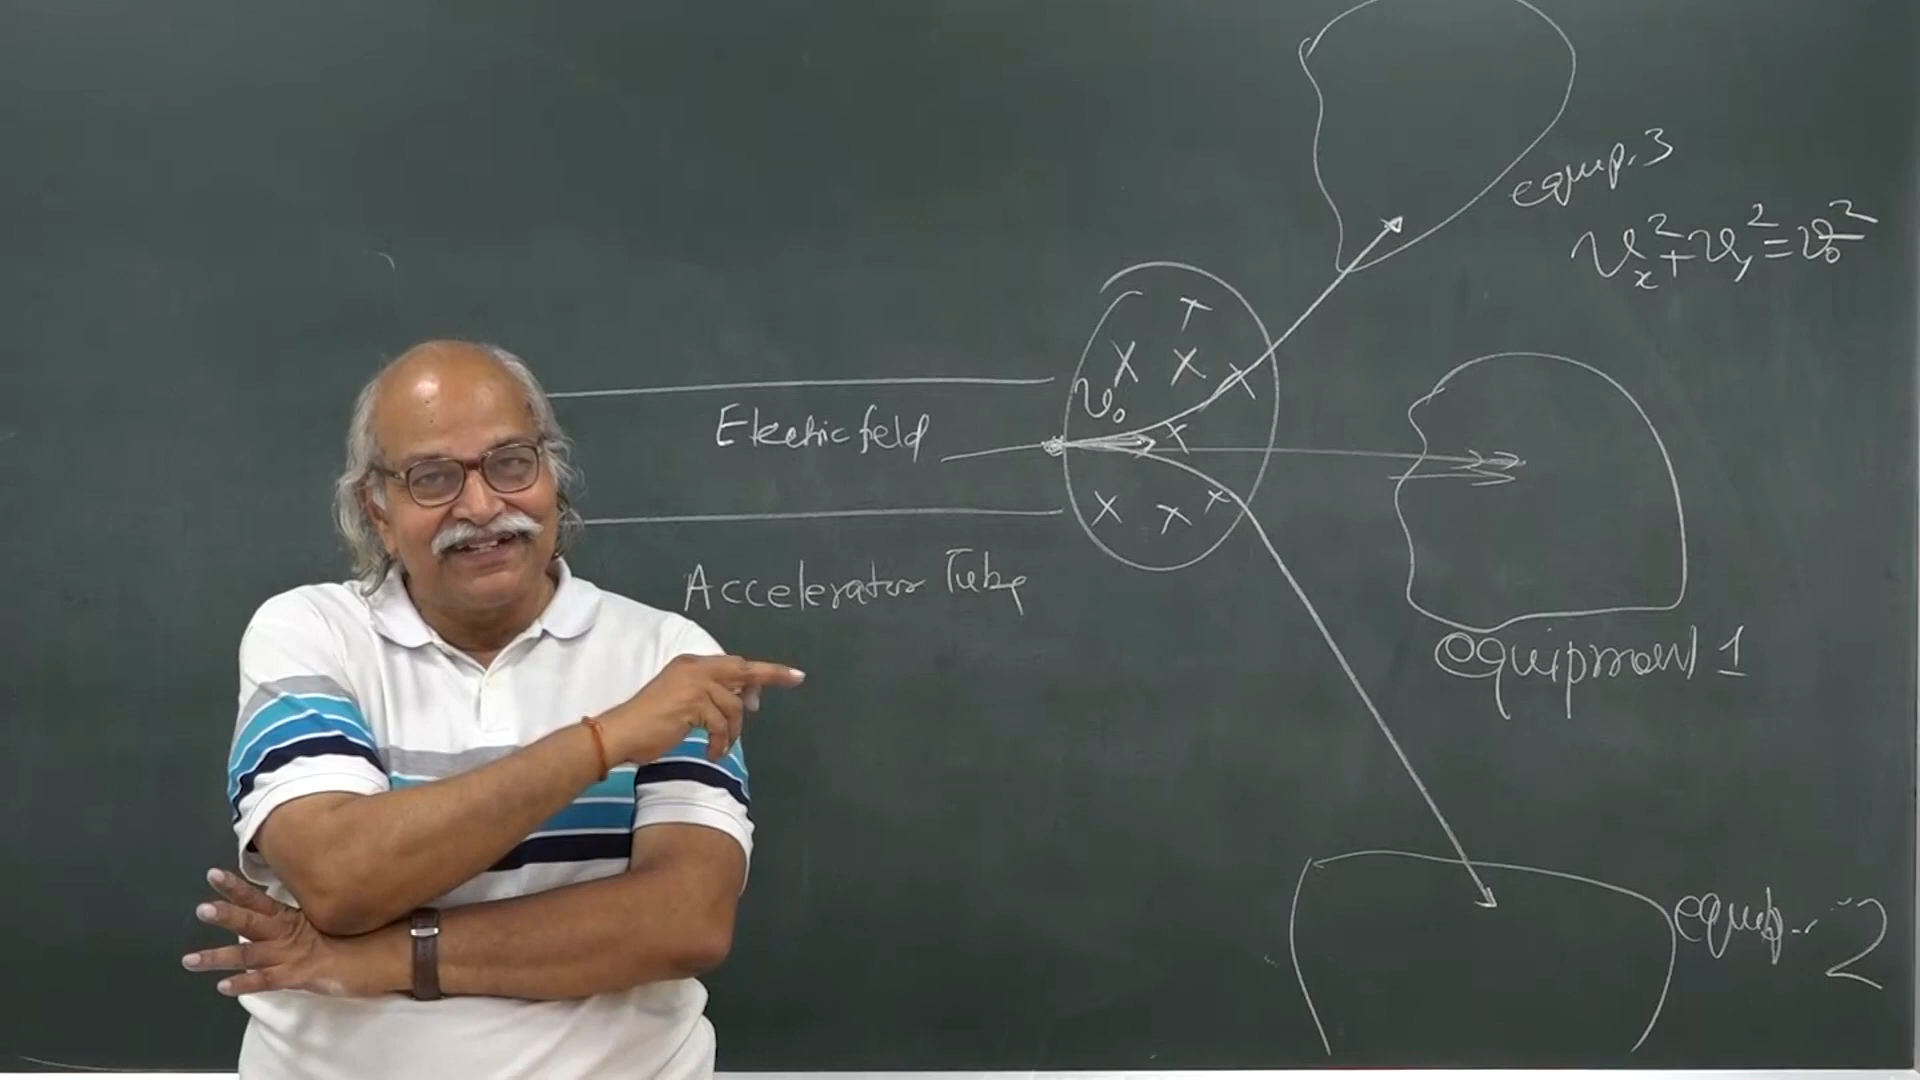 equip. 3
v_x^2 + v_y^2 = v_0^2
x x x x
v_0
Electric field
x
x x x
Accelerator Tube
equipment 1
equip. 2